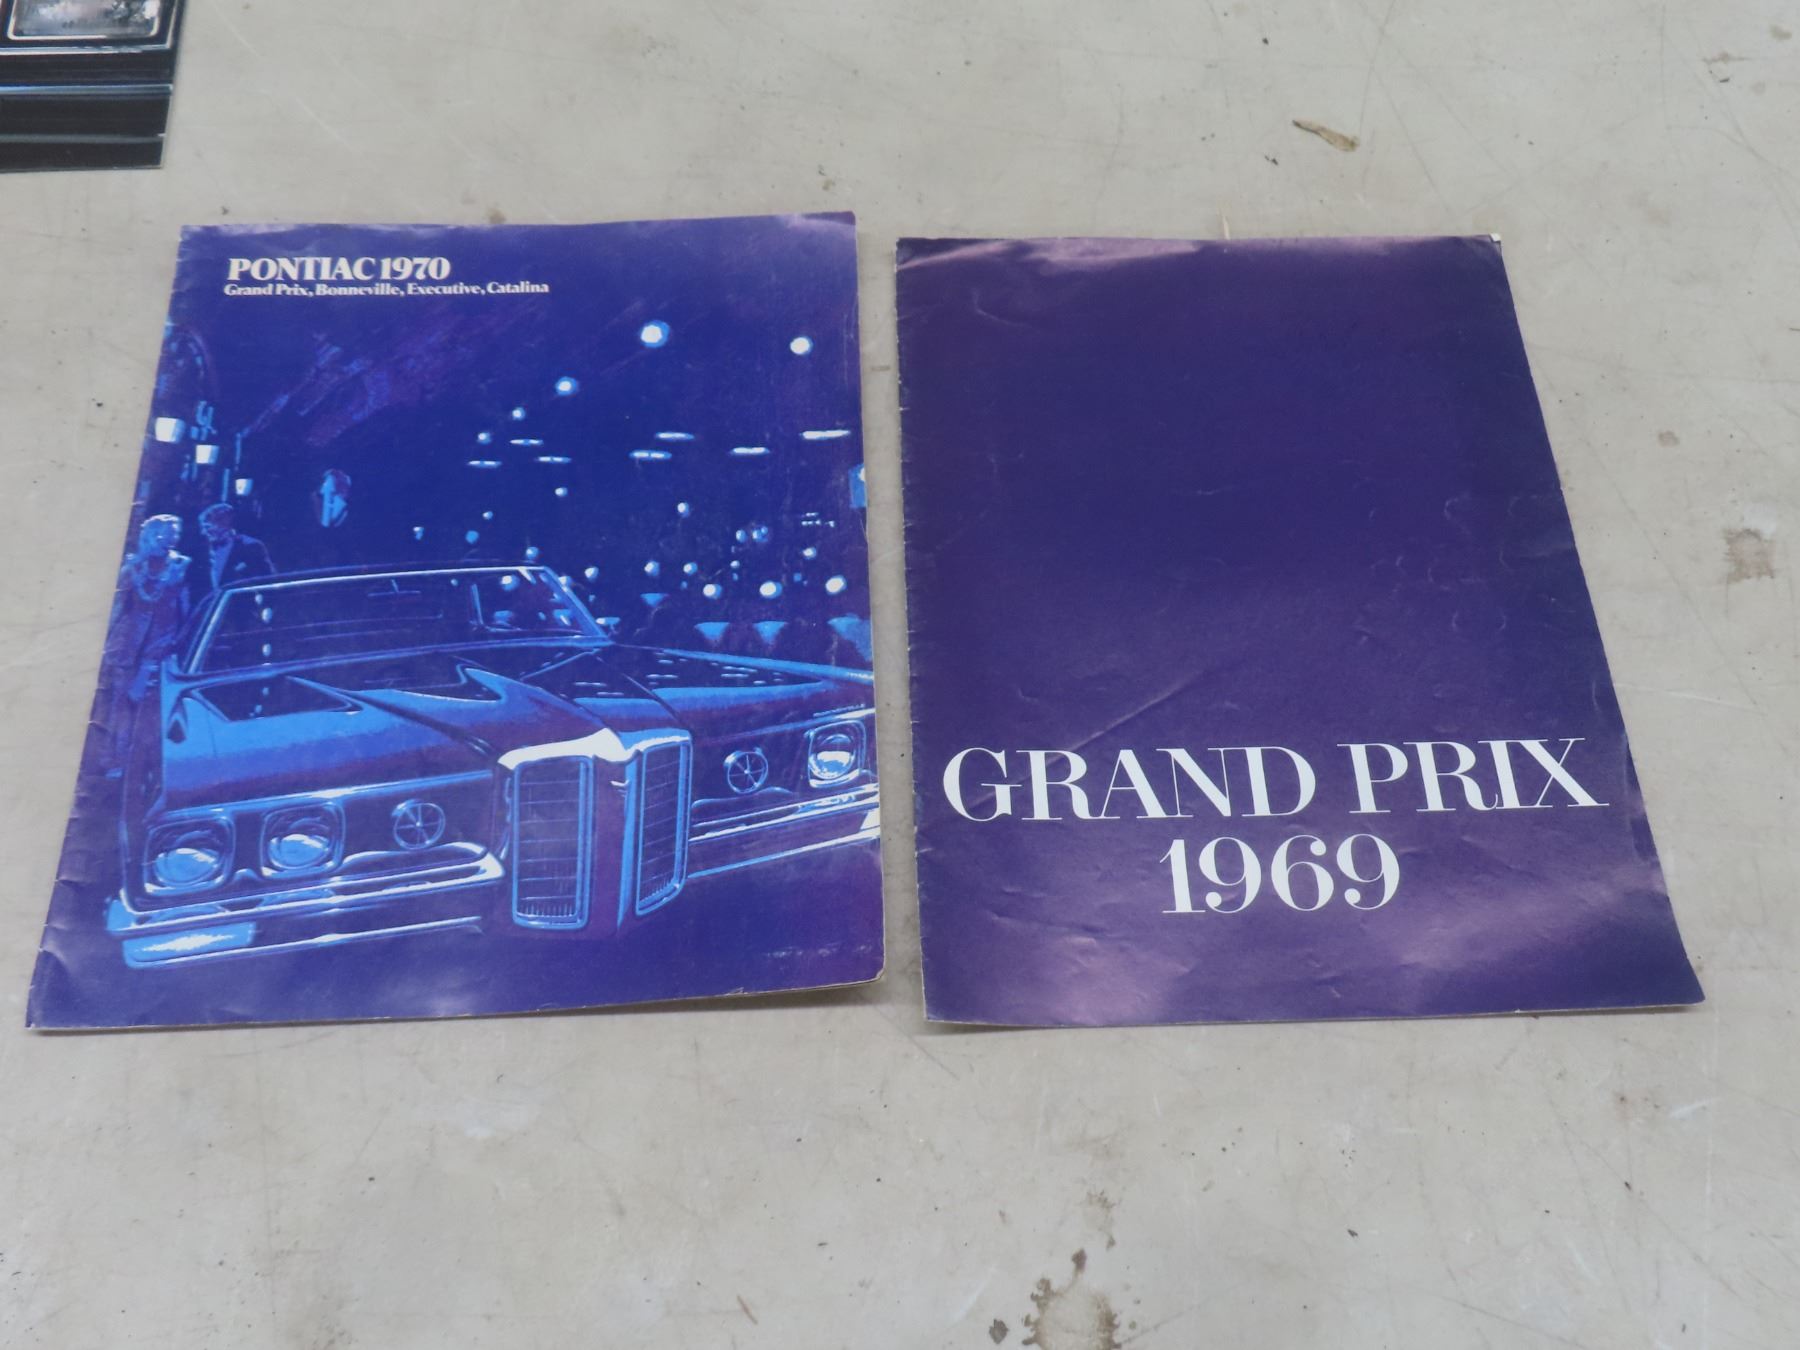 PONTIAC 1970
Grand Prix, Bonneville, Executive, Catalina
GRAND PRIX
1969